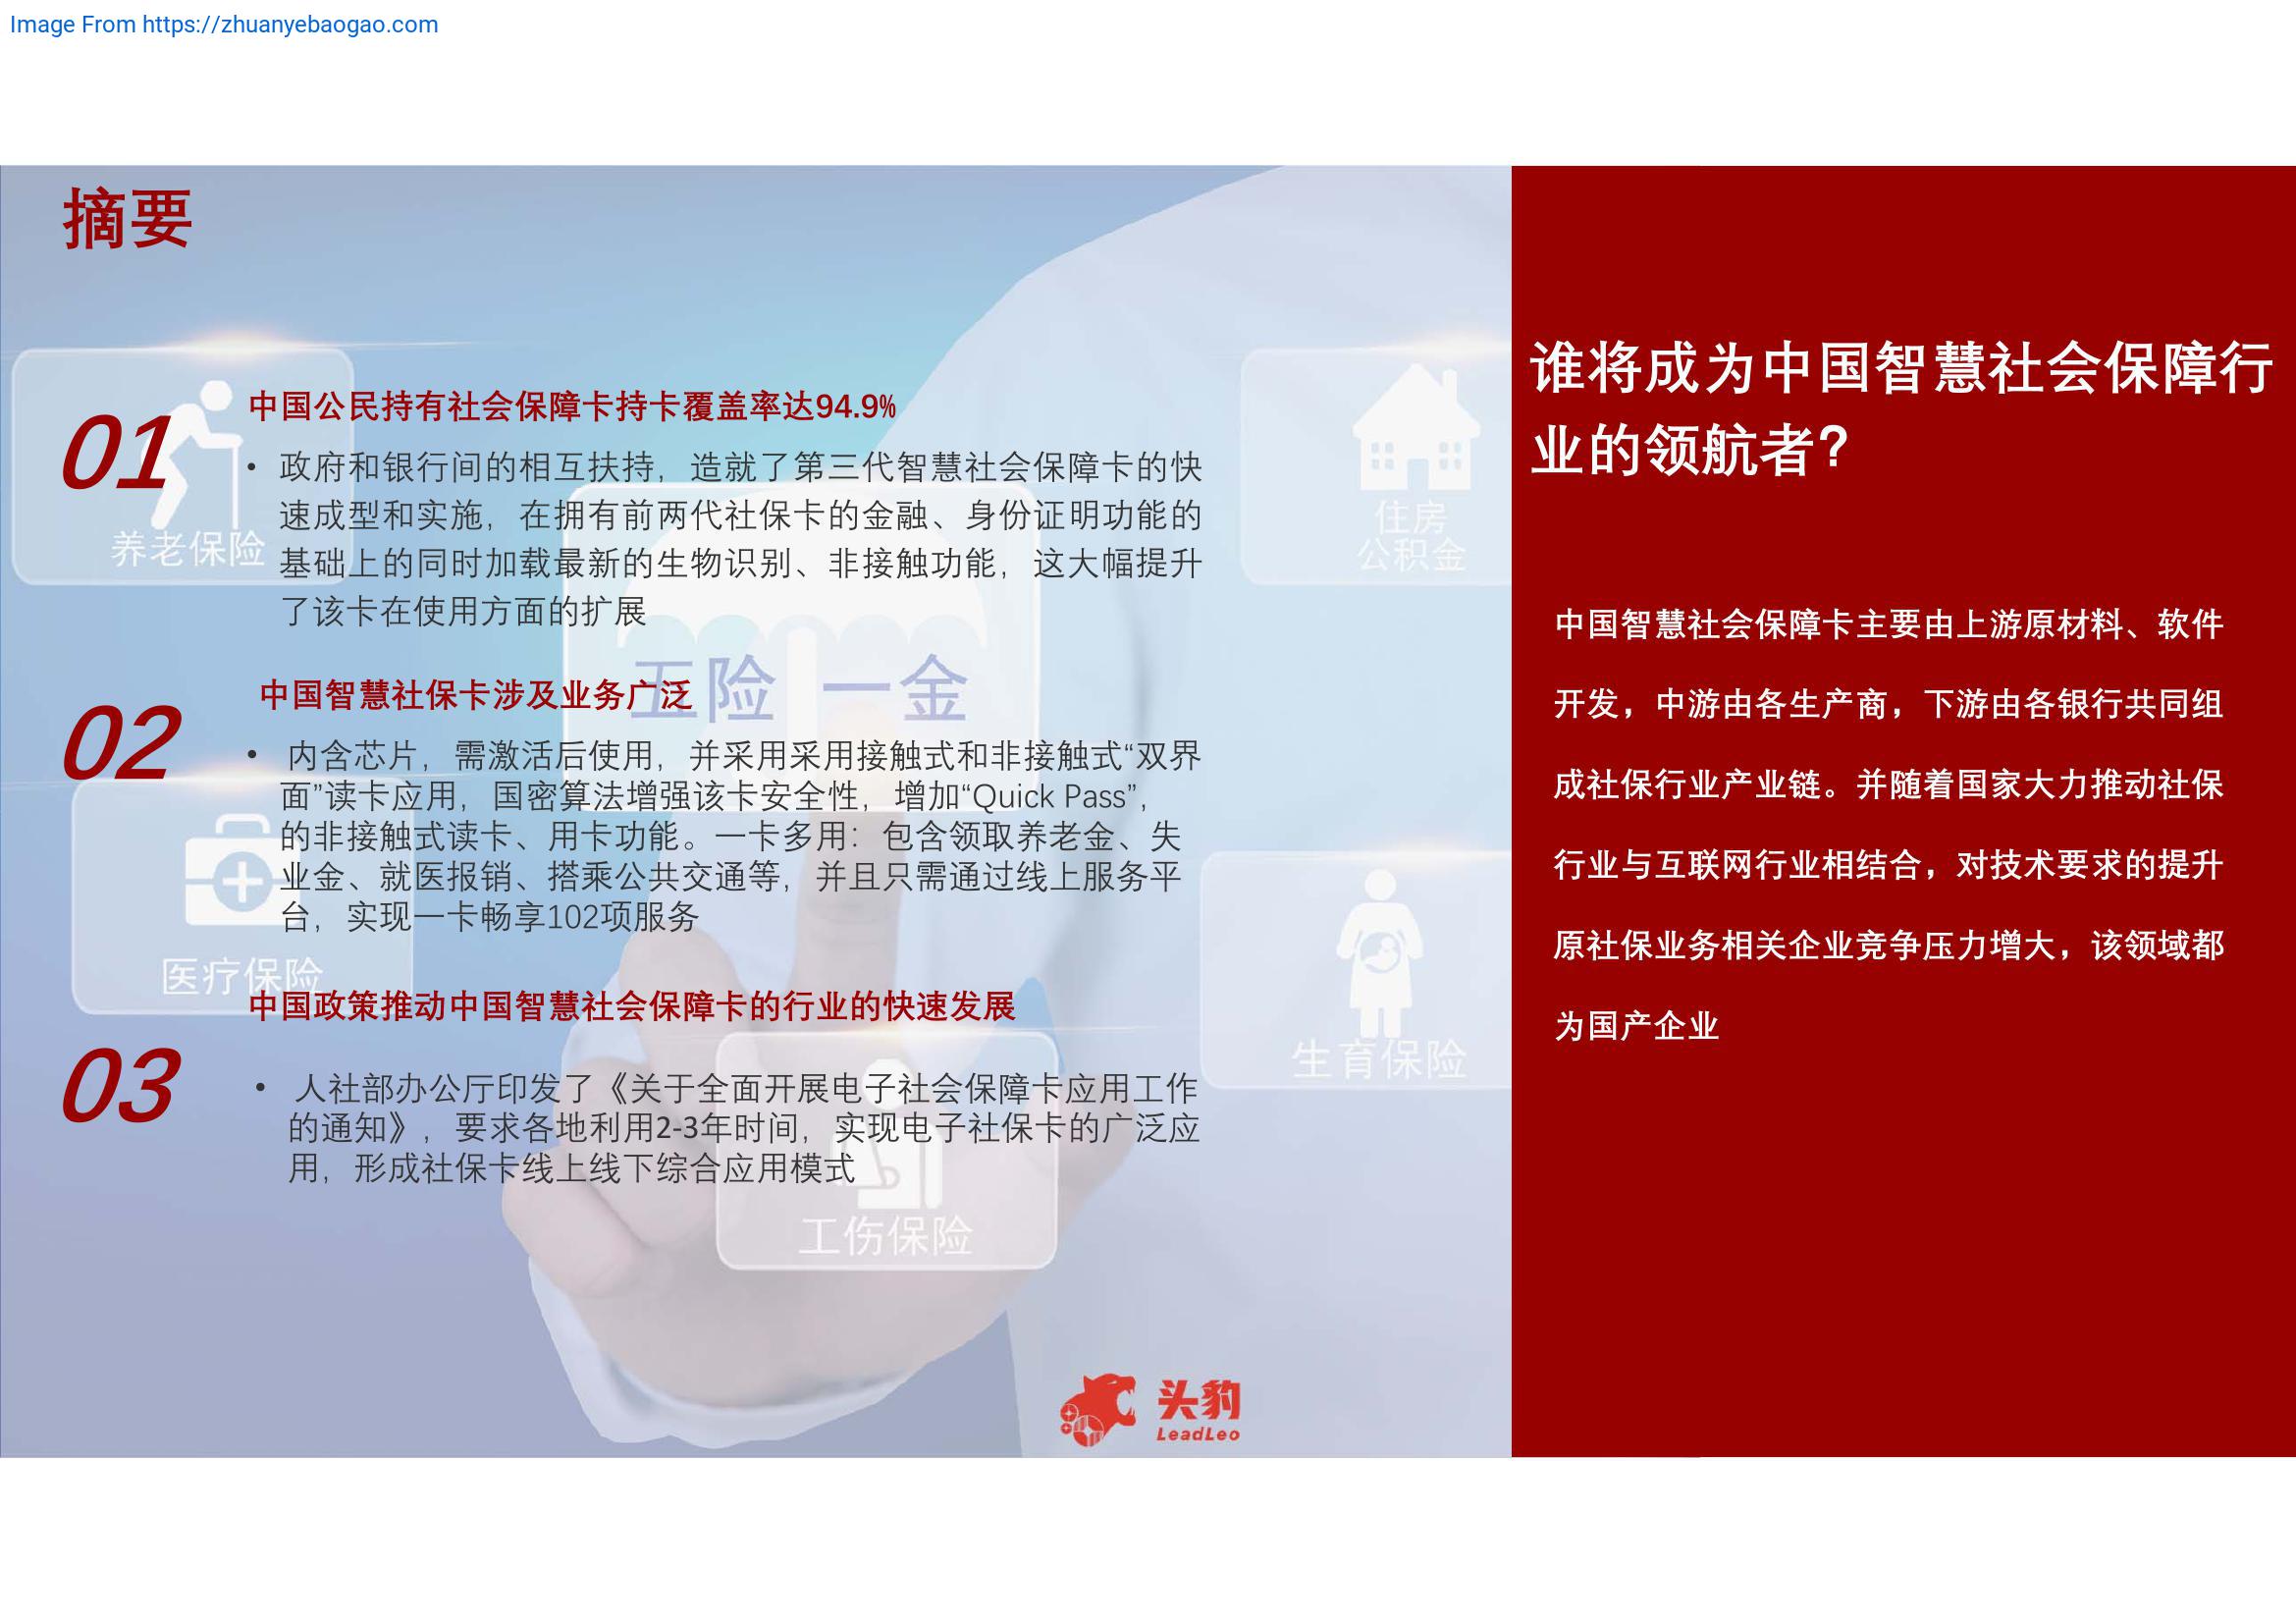 Image From https://zhuanyebaogao.com
摘要
01
中国公民持有社会保障卡持卡覆盖率达94.9%
• 政府和银行间的相互扶持，造就了第三代智慧社会保障卡的快
速成型和实施，在拥有前两代社保卡的金融、身份证明功能的
基础上的同时加载最新的生物识别、非接触功能，这大幅提升
了该卡在使用方面的扩展
02
中国智慧社保卡涉及业务广泛
• 内含芯片，需激活后使用，并采用采用接触式和非接触式“双界
面”读卡应用，国密算法增强该卡安全性，增加“Quick Pass”，
的非接触式读卡、用卡功能。一卡多用：包含领取养老金、失
业金、就医报销、搭乘公共交通等，并且只需通过线上服务平
台，实现一卡畅享102项服务
03
中国政策推动中国智慧社会保障卡的行业的快速发展
• 人社部办公厅印发了《关于全面开展电子社会保障卡应用工作
的通知》，要求各地利用2-3年时间，实现电子社保卡的广泛应
用，形成社保卡线上线下综合应用模式
养老保险
五险一金
住房
公积金
医疗保险
生育保险
工伤保险
头豹
LeadLeo
谁将成为中国智慧社会保障行
业的领航者？
中国智慧社会保障卡主要由上游原材料、软件
开发，中游由各生产商，下游由各银行共同组
成社保行业产业链。并随着国家大力推动社保
行业与互联网行业相结合，对技术要求的提升
原社保业务相关企业竞争压力增大，该领域都
为国产企业